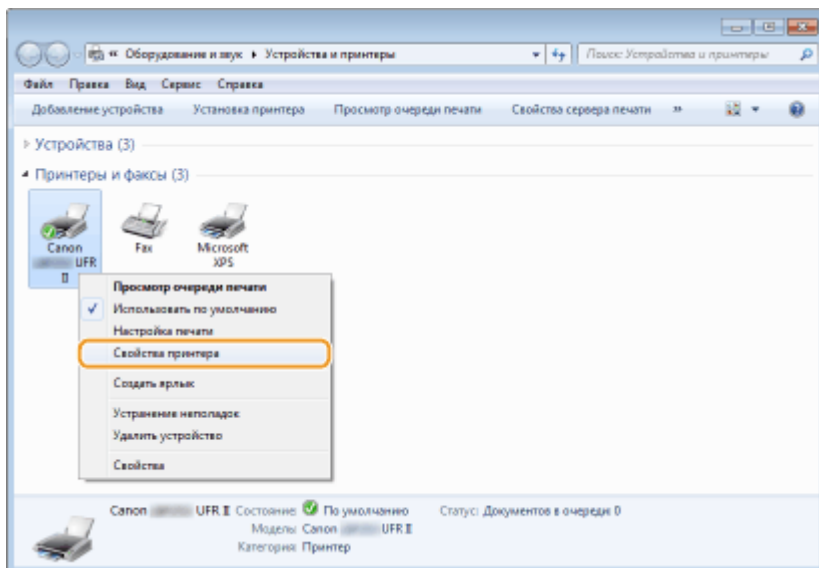 « Оборудование и звук ▸ Устройства и принтеры
Поиск: Устройства и принтеры
Файл Правка Вид Сервис Справка
Добавление устройства Установка принтера Просмотр очереди печати Свойства сервера печати »
Устройства (3)
Принтеры и факсы (3)
Canon UFR II
Fax
Microsoft XPS
Просмотр очереди печати
Использовать по умолчанию
Настройка печати
Свойства принтера
Создать ярлык
Устранение неполадок
Удалить устройство
Свойства
Canon UFR II Состояние: По умолчанию Статус: Документов в очереди: 0
Модель: Canon UFR II
Категория: Принтер